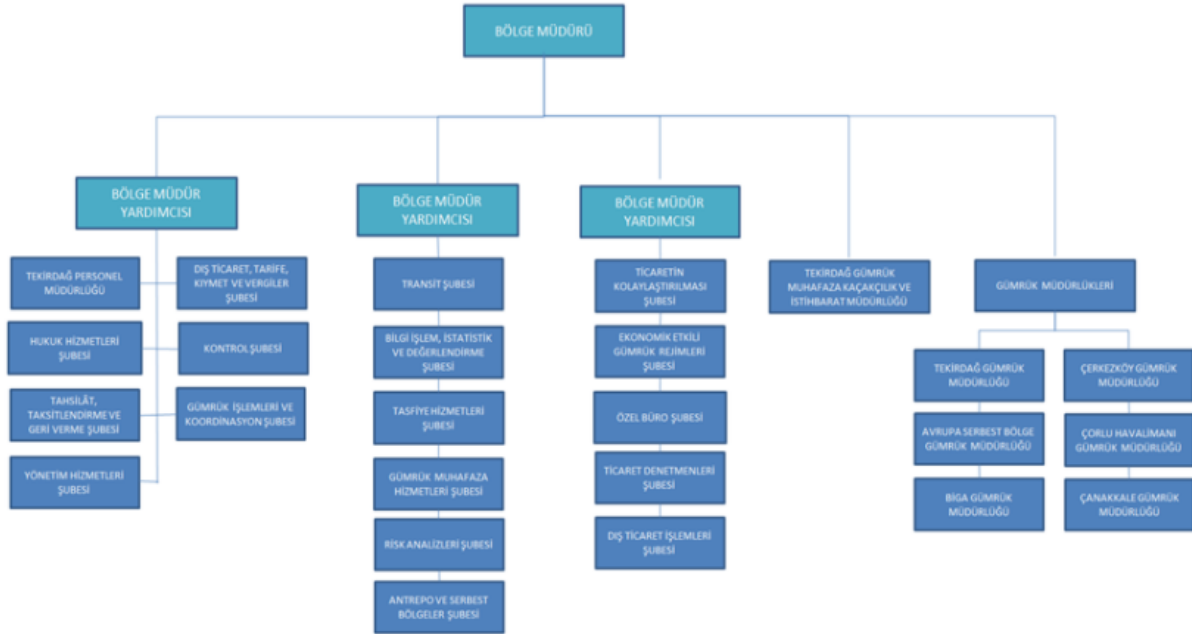 BÖLGE MÜDÜRÜ
BÖLGE MÜDÜR
YARDIMCISI
TEKİRDAĞ PERSONEL
MÜDÜRLÜĞÜ
DIŞ TİCARET, TARİFE,
KIYMET VE VERGİLER
ŞUBESİ
HUKUK HİZMETLERİ
ŞUBESİ
KONTROL ŞUBESİ
TAHSİLÂT,
TAKSİTLENDİRME VE
GERİ VERME ŞUBESİ
GÜMRÜK İŞLEMLERİ VE
KOORDİNASYON ŞUBESİ
YÖNETİM HİZMETLERİ
ŞUBESİ
BÖLGE MÜDÜR
YARDIMCISI
TRANSİT ŞUBESİ
BİLGİ İŞLEM, İSTATİSTİK
VE DEĞERLENDİRME
ŞUBESİ
TASFİYE HİZMETLERİ
ŞUBESİ
GÜMRÜK MUHAFAZA
HİZMETLERİ ŞUBESİ
RİSK ANALİZLERİ ŞUBESİ
ANTREPO VE SERBEST
BÖLGELER ŞUBESİ
BÖLGE MÜDÜR
YARDIMCISI
TİCARETİN
KOLAYLAŞTIRILMASI
ŞUBESİ
EKONOMİK ETKİLİ
GÜMRÜK REJİMLERİ
ŞUBESİ
ÖZEL BÜRO ŞUBESİ
TİCARET DENETMENLERİ
ŞUBESİ
DIŞ TİCARET İŞLEMLERİ
ŞUBESİ
TEKİRDAĞ GÜMRÜK
MUHAFAZA KAÇAKÇILIK VE
İSTİHBARAT MÜDÜRLÜĞÜ
GÜMRÜK MÜDÜRLÜKLERİ
TEKİRDAĞ GÜMRÜK
MÜDÜRLÜĞÜ
ÇERKEZKÖY GÜMRÜK
MÜDÜRLÜĞÜ
AVRUPA SERBEST BÖLGE
GÜMRÜK MÜDÜRLÜĞÜ
ÇORLU HAVALİMANI
GÜMRÜK MÜDÜRLÜĞÜ
BİGA GÜMRÜK
MÜDÜRLÜĞÜ
ÇANAKKALE GÜMRÜK
MÜDÜRLÜĞÜ